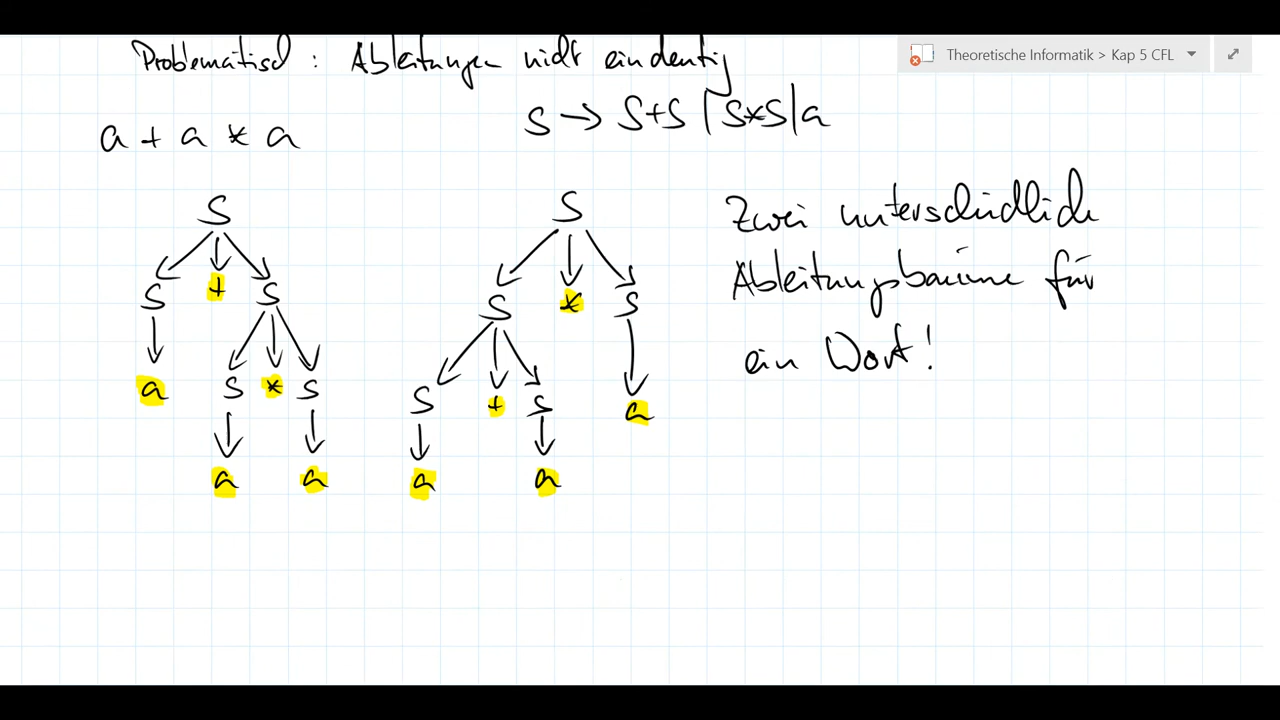 Problematisch : Ableitungen nicht eindeutig
Theoretische Informatik > Kap 5 CFL
S → S+S | S*S | a
a + a * a
S S
S + S S * S
a S * S S + S a
a a a a
Zwei unterschiedliche
Ableitungsbäume für
ein Wort!